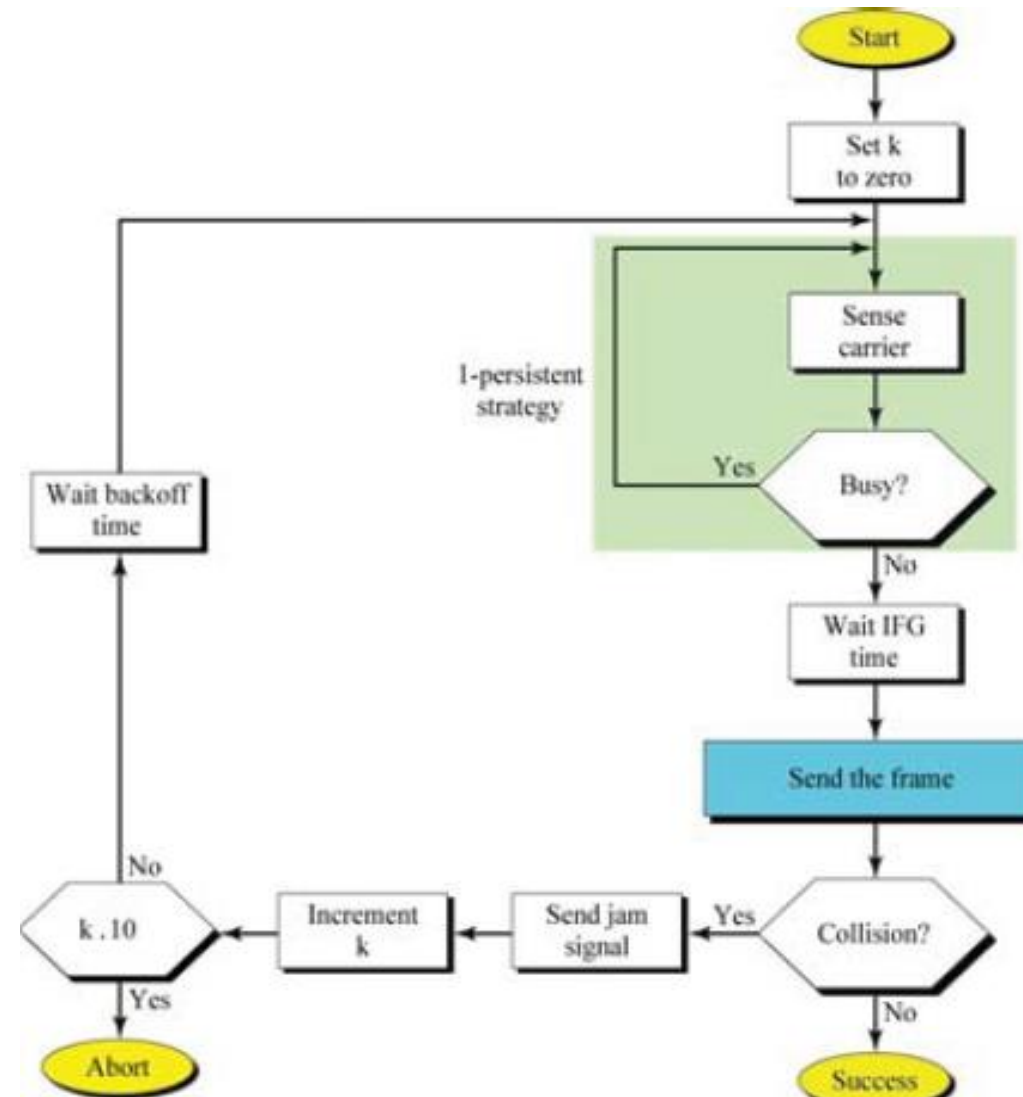 Start
Set k
to zero
Sense
carrier
1-persistent
strategy
Yes
Busy?
No
Wait backoff
time
Wait IFG
time
Send the frame
No
k . 10
Increment
k
Send jam
signal
Yes
Collision?
Yes
No
Abort
Success